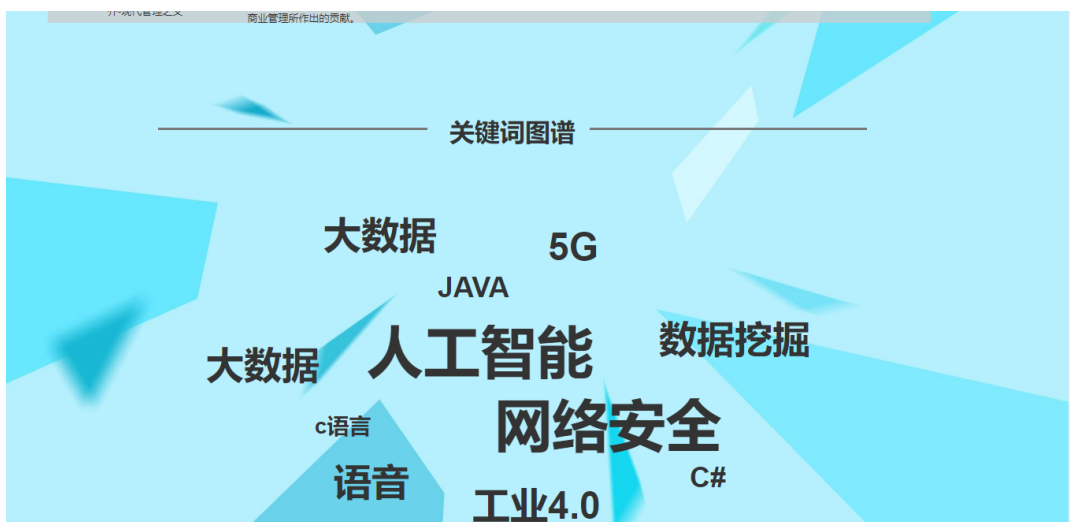 商业管理所作出的贡献。
关键词图谱
大数据
5G
JAVA
人工智能
数据挖掘
大数据
网络安全
c语言
语音
C#
工业4.0